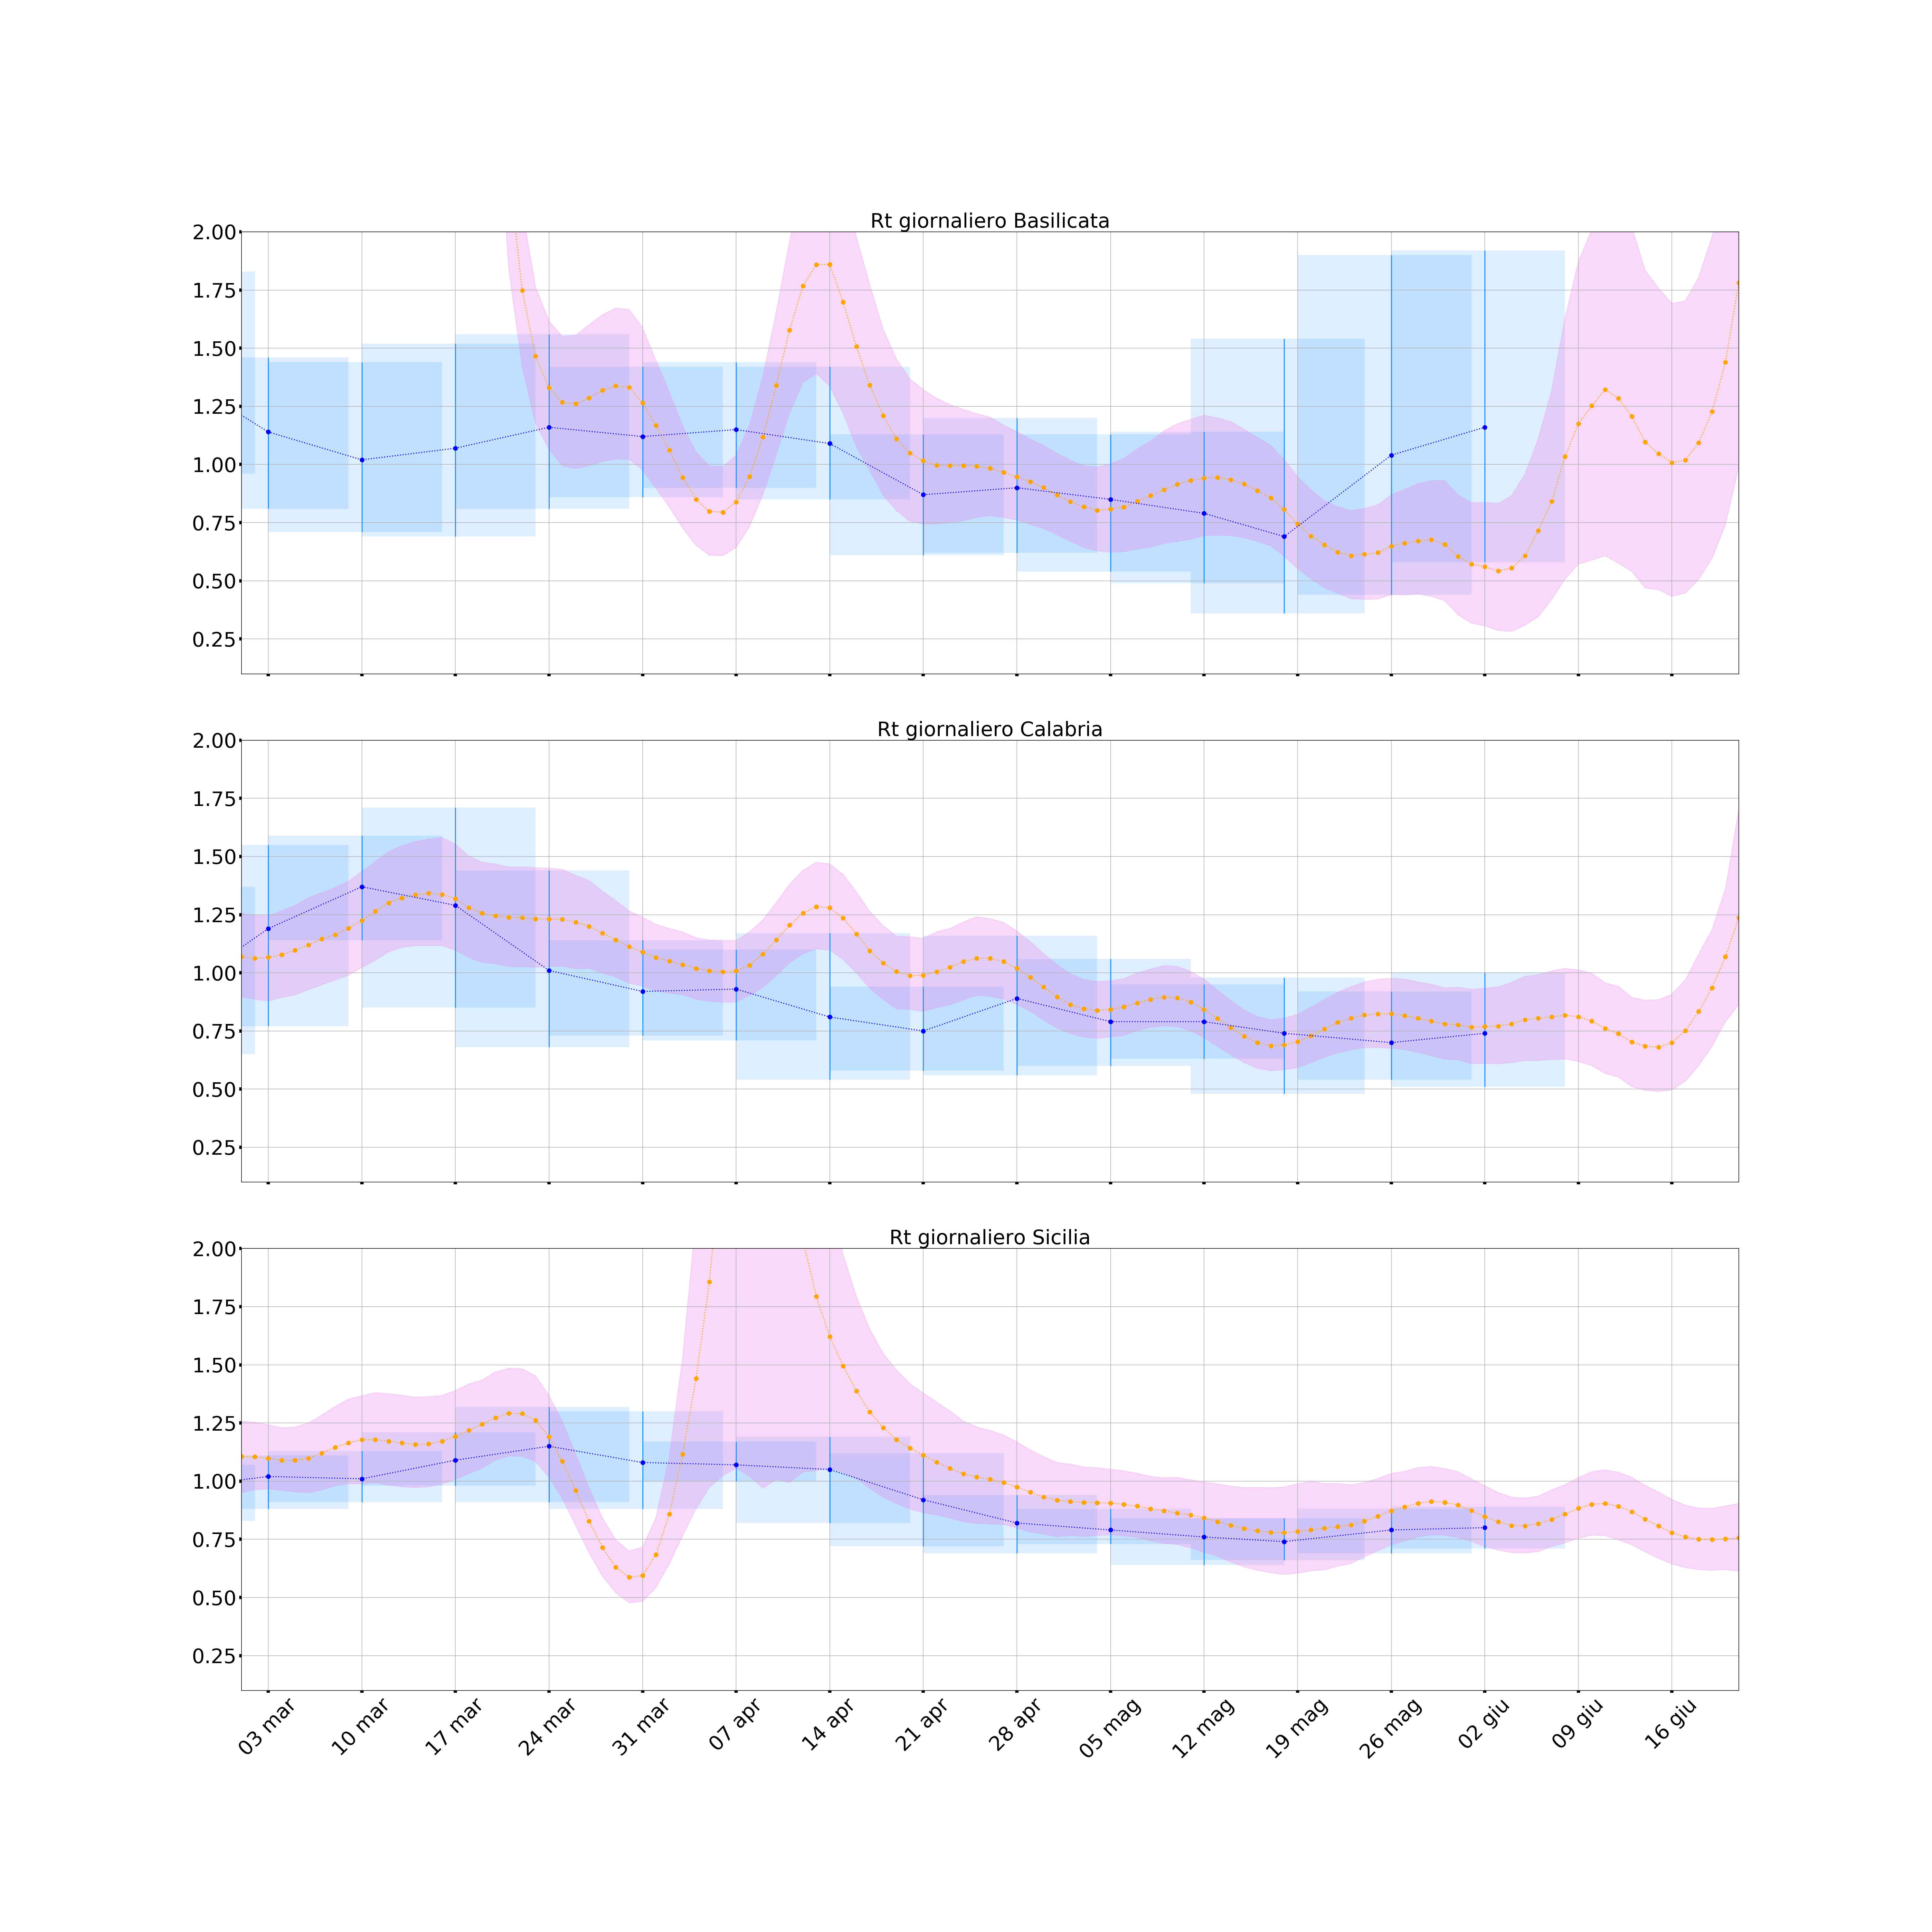 Rt giornaliero Basilicata
2.00
1.75
1.50
1.25
1.00
0.75
0.50
0.25
Rt giornaliero Calabria
2.00
1.75
1.50
1.25
1.00
0.75
0.50
0.25
Rt giornaliero Sicilia
2.00
1.75
1.50
1.25
1.00
0.75
0.50
0.25
03 mar
10 mar
17 mar
24 mar
31 mar
07 apr
14 apr
21 apr
28 apr
05 mag
12 mag
19 mag
26 mag
02 giu
09 giu
16 giu